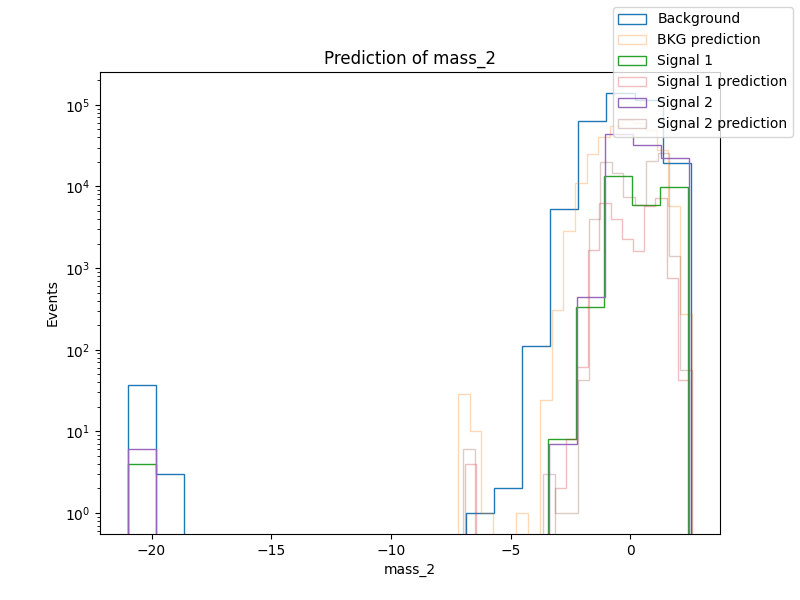 Prediction of mass_2
Background
BKG prediction
Signal 1
Signal 1 prediction
Signal 2
Signal 2 prediction
Events
10⁵
10⁴
10³
10²
10¹
10⁰
−20
−15
−10
−5
0
mass_2